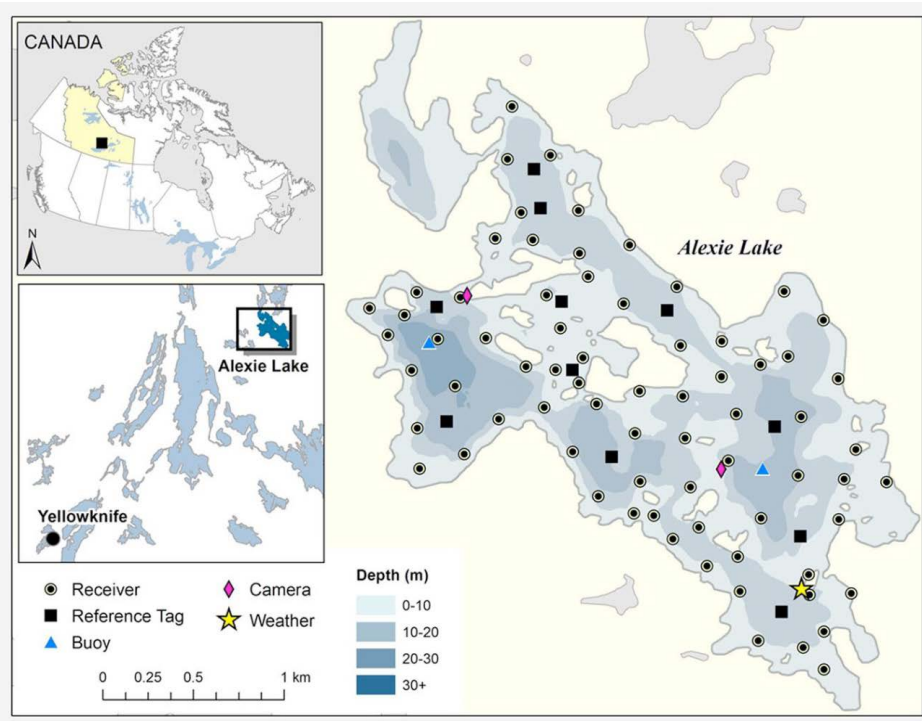 CANADA
N
Alexie Lake
Alexie Lake
Yellowknife
Receiver
Reference Tag
Buoy
Camera
Weather
0 0.25 0.5 1 km
Depth (m)
0-10
10-20
20-30
30+